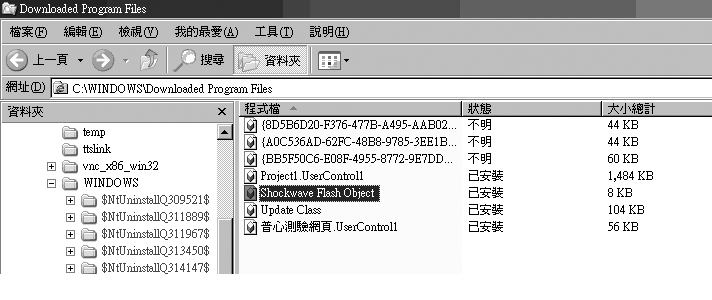 Downloaded Program Files
檔案(F) 編輯(E) 檢視(V) 我的最愛(A) 工具(T) 說明(H)
上一頁 搜尋 資料夾
網址(D) C:\WINDOWS\Downloaded Program Files
資料夾
temp
ttslink
vnc_x86_win32
WINDOWS
$NtUninstallQ309521$
$NtUninstallQ311889$
$NtUninstallQ311967$
$NtUninstallQ313450$
$NtUninstallQ314147$
程式檔 狀態 大小總計
{8D5B6D20-F376-477B-A495-AAB02... 不明 44 KB
{A0C536AD-62FC-48B8-9785-3EE1B... 不明 44 KB
{BB5F50C6-E08F-4955-8772-9E7DD... 不明 60 KB
Project1.UserControl1 已安裝 1,484 KB
Shockwave Flash Object 已安裝 8 KB
Update Class 已安裝 104 KB
普心測驗網頁.UserControl1 已安裝 56 KB